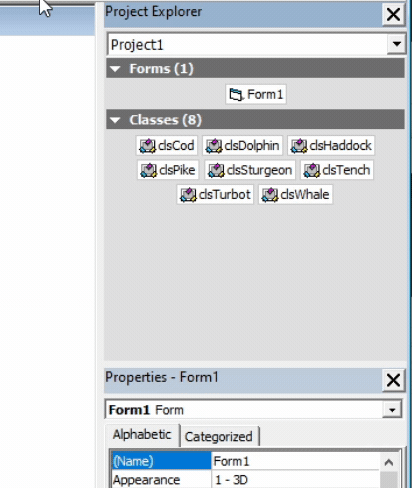 Project Explorer
Project1
Forms (1)
Form1
Classes (8)
clsCod clsDolphin clsHaddock
clsPike clsSturgeon clsTench
clsTurbot clsWhale
Properties - Form1
Form1 Form
Alphabetic Categorized
(Name) Form1
Appearance 1 - 3D